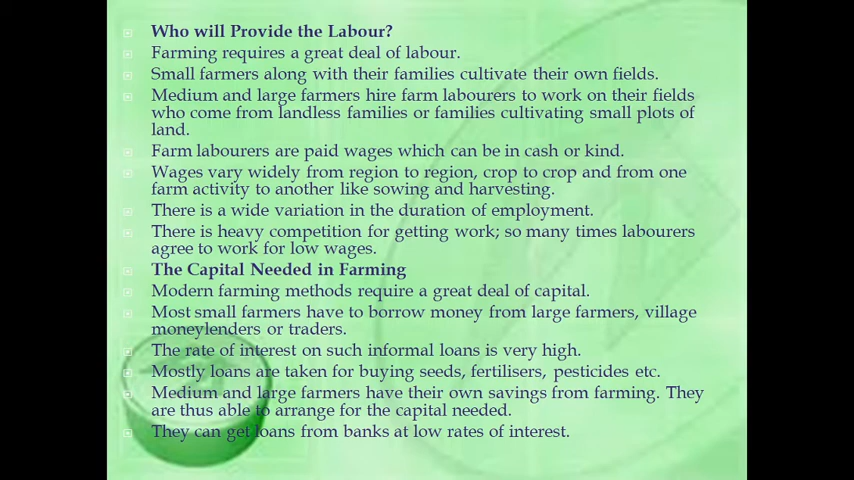 Who will Provide the Labour?
Farming requires a great deal of labour.
Small farmers along with their families cultivate their own fields.
Medium and large farmers hire farm labourers to work on their fields
who come from landless families or families cultivating small plots of
land.
Farm labourers are paid wages which can be in cash or kind.
Wages vary widely from region to region, crop to crop and from one
farm activity to another like sowing and harvesting.
There is a wide variation in the duration of employment.
There is heavy competition for getting work; so many times labourers
agree to work for low wages.
The Capital Needed in Farming
Modern farming methods require a great deal of capital.
Most small farmers have to borrow money from large farmers, village
moneylenders or traders.
The rate of interest on such informal loans is very high.
Mostly loans are taken for buying seeds, fertilisers, pesticides etc.
Medium and large farmers have their own savings from farming. They
are thus able to arrange for the capital needed.
They can get loans from banks at low rates of interest.